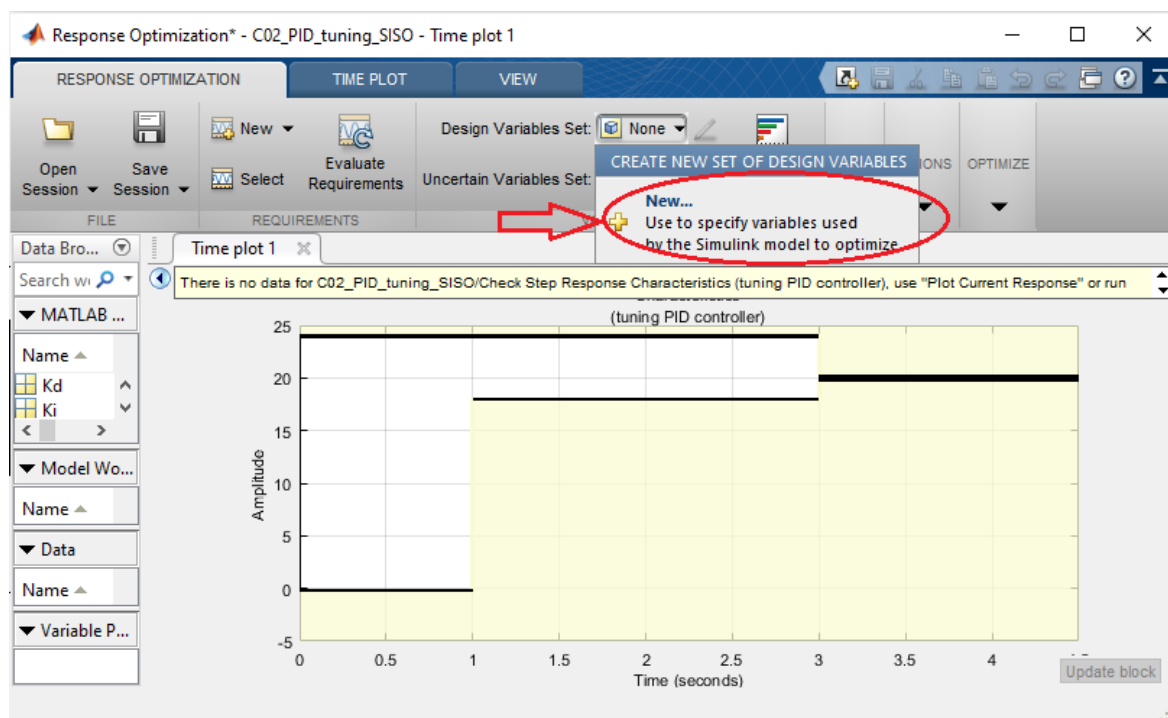 Response Optimization* - C02_PID_tuning_SISO - Time plot 1
RESPONSE OPTIMIZATION
TIME PLOT
VIEW
Open
Session
Save
Session
New
Select
Evaluate
Requirements
Design Variables Set:
None
Uncertain Variables Set:
CREATE NEW SET OF DESIGN VARIABLES
New...
Use to specify variables used
by the Simulink model to optimize
IONS
OPTIMIZE
FILE
REQUIREMENTS
Data Bro...
Time plot 1
Search w
There is no data for C02_PID_tuning_SISO/Check Step Response Characteristics (tuning PID controller), use "Plot Current Response" or run
MATLAB ...
Name
Kd
Ki
Model Wo...
Name
Data
Name
Variable P...
(tuning PID controller)
25
20
15
10
5
0
-5
Amplitude
0 0.5 1 1.5 2 2.5 3 3.5 4
Time (seconds)
Update block